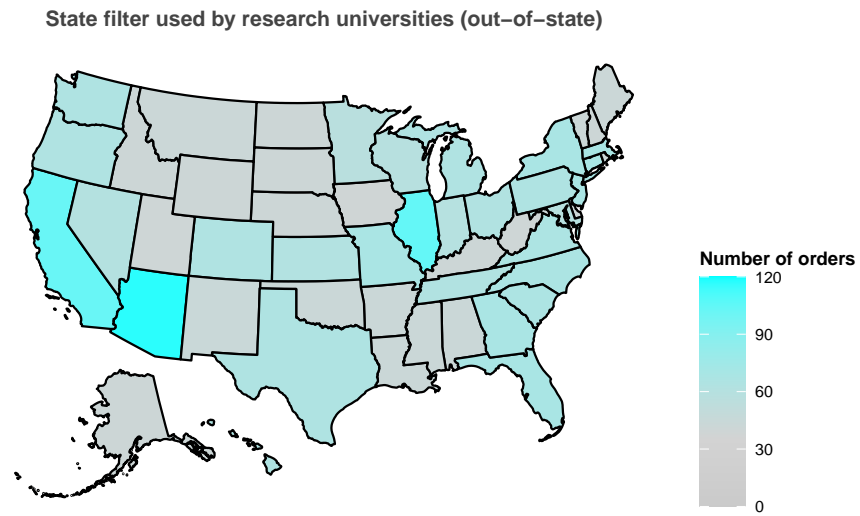 State filter used by research universities (out−of−state)
Number of orders
120
90
60
30
0